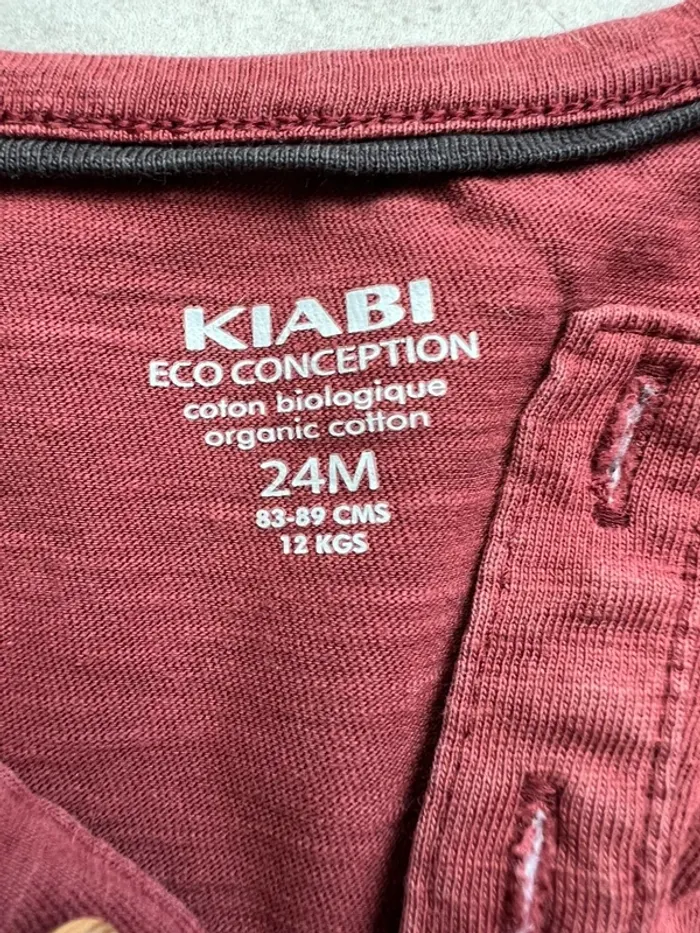 KIABI
ECO CONCEPTION
coton biologique
organic cotton
24M
83-89 CMS
12 KGS